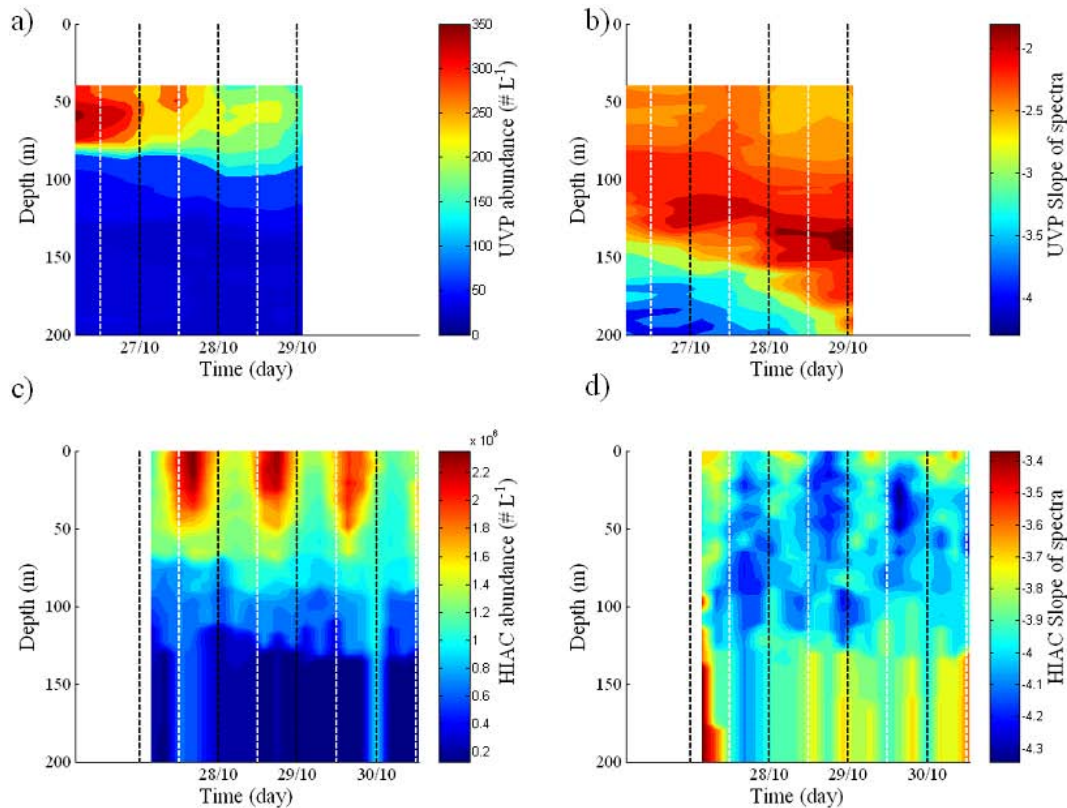 a)
0
50
100
150
200
Depth (m)
27/10 28/10 29/10
Time (day)
350
300
250
200
150
100
50
0
UVP abundance (# L-1)
b)
0
50
100
150
200
Depth (m)
27/10 28/10 29/10
Time (day)
-2
-2.5
-3
-3.5
-4
UVP Slope of spectra
c)
0
50
100
150
200
Depth (m)
28/10 29/10 30/10
Time (day)
x 10^6
2.2
2
1.8
1.6
1.4
1.2
1
0.8
0.6
0.4
0.2
HIAC abundance (# L-1)
d)
0
50
100
150
200
Depth (m)
28/10 29/10 30/10
Time (day)
-3.4
-3.5
-3.6
-3.7
-3.8
-3.9
-4
-4.1
-4.2
-4.3
HIAC Slope of spectra